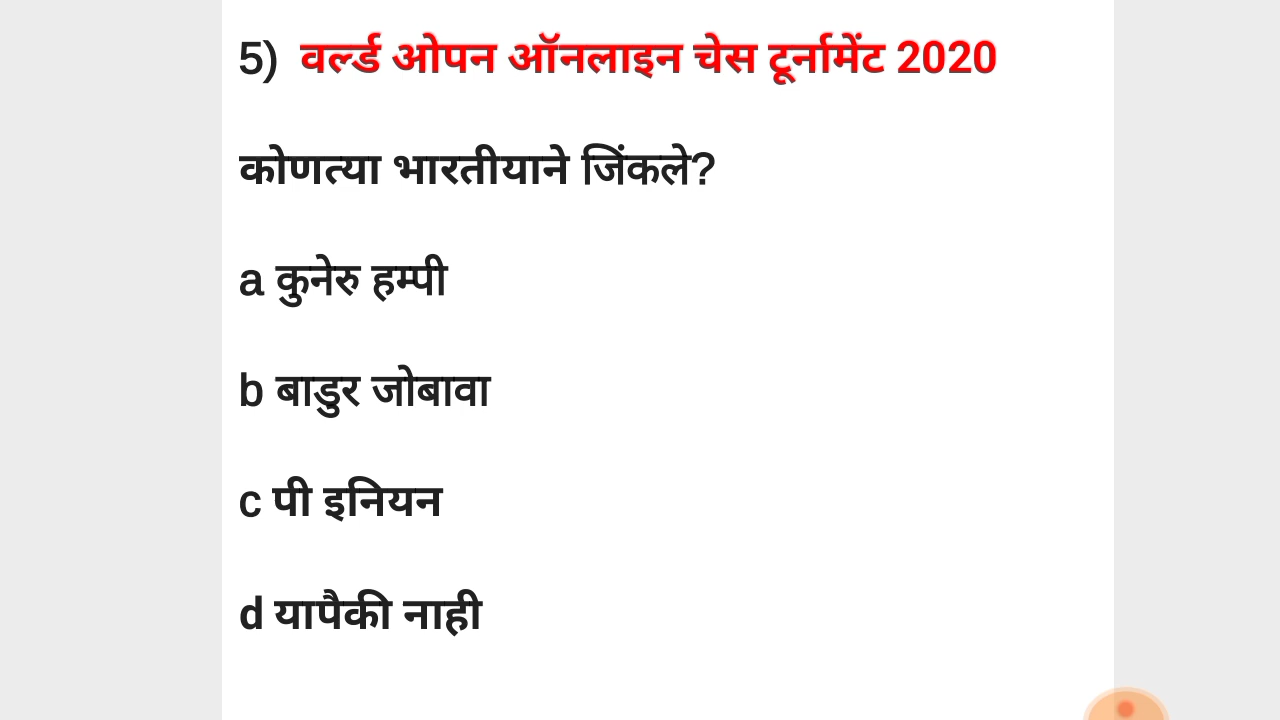 5) वर्ल्ड ओपन ऑनलाइन चेस टूर्नामेंट 2020
कोणत्या भारतीयाने जिंकले?
a कुनेरु हम्पी
b बाडुर जोबावा
c पी इनियन
d यापैकी नाही